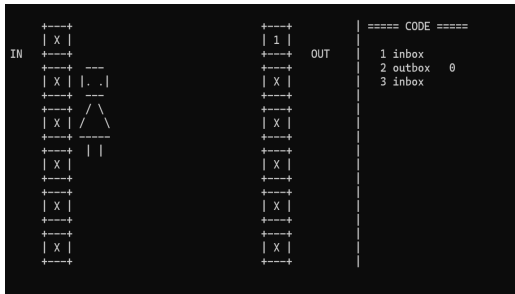 +---+ +---+ | ===== CODE =====
| X | | 1 | |
IN +---+ +---+ OUT | 1 inbox
+---+ --- +---+ | 2 outbox 0
| X | |. .| | X | | 3 inbox
+---+ --- +---+ |
+---+ / \ +---+ |
| X | / \ | X | |
+---+ ----- +---+ |
+---+ | | +---+ |
| X | | X | |
+---+ +---+ |
+---+ +---+ |
| X | | X | |
+---+ +---+ |
+---+ +---+ |
| X | | X | |
+---+ +---+ |